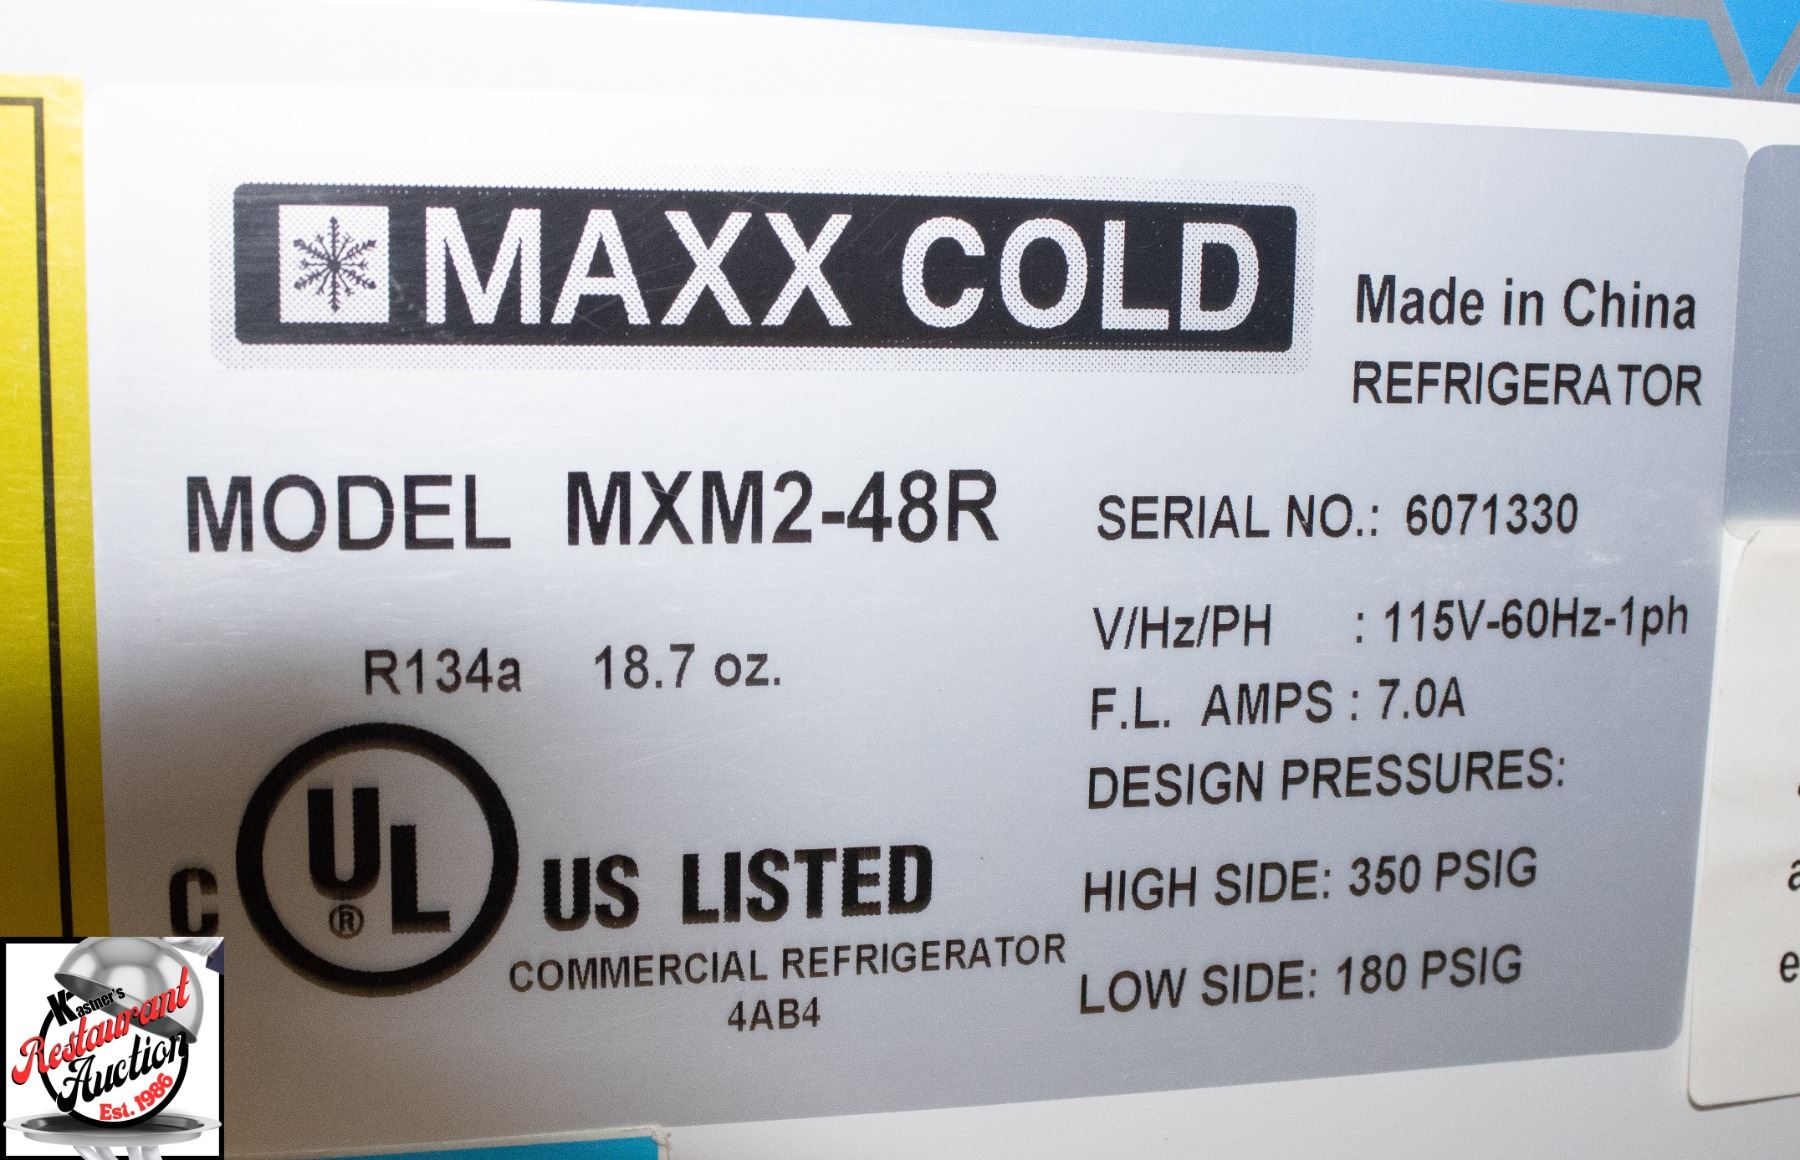 MAXX COLD
Made in China
REFRIGERATOR
MODEL MXM2-48R
SERIAL NO.: 6071330
V/Hz/PH : 115V-60Hz-1ph
R134a 18.7 oz.
F.L. AMPS : 7.0A
DESIGN PRESSURES:
HIGH SIDE: 350 PSIG
LOW SIDE: 180 PSIG
C UL ® US LISTED
COMMERCIAL REFRIGERATOR
4AB4
Kastner's
Restaurant
Auction
Est. 1986